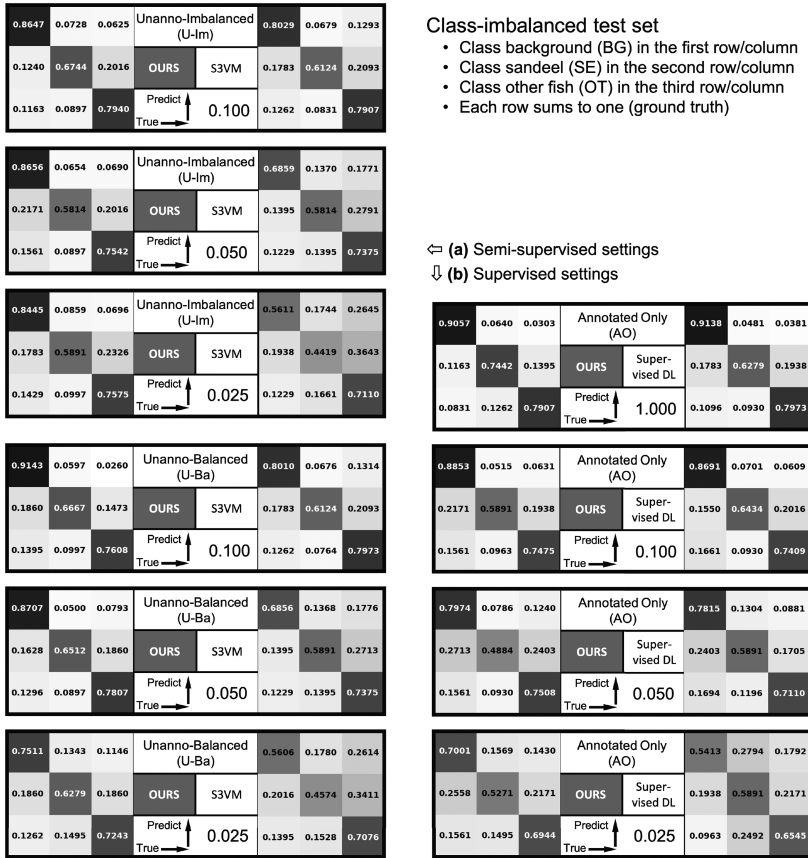 Class-imbalanced test set
• Class background (BG) in the first row/column
• Class sandeel (SE) in the second row/column
• Class other fish (OT) in the third row/column
• Each row sums to one (ground truth)
0.8647 0.0728 0.0625 Unanno-Imbalanced (U-Im) 0.8029 0.0679 0.1293
0.1240 0.6744 0.2016 OURS S3VM 0.1783 0.6124 0.2093
0.1163 0.0897 0.7940 Predict True 0.100 0.1262 0.0831 0.7907
0.8656 0.0654 0.0690 Unanno-Imbalanced (U-Im) 0.6859 0.1370 0.1771
0.2171 0.5814 0.2016 OURS S3VM 0.1395 0.5814 0.2791
0.1561 0.0897 0.7542 Predict True 0.050 0.1229 0.1395 0.7375
⇦ (a) Semi-supervised settings
⇩ (b) Supervised settings
0.8445 0.0859 0.0696 Unanno-Imbalanced (U-Im) 0.5611 0.1744 0.2645
0.1783 0.5891 0.2326 OURS S3VM 0.1938 0.4419 0.3643
0.1429 0.0997 0.7575 Predict True 0.025 0.1229 0.1661 0.7110
0.9143 0.0597 0.0260 Unanno-Balanced (U-Ba) 0.8010 0.0676 0.1314
0.1860 0.6667 0.1473 OURS S3VM 0.1783 0.6124 0.2093
0.1395 0.0997 0.7608 Predict True 0.100 0.1262 0.0764 0.7973
0.8707 0.0500 0.0793 Unanno-Balanced (U-Ba) 0.6856 0.1368 0.1776
0.1628 0.6512 0.1860 OURS S3VM 0.1395 0.5891 0.2713
0.1296 0.0897 0.7807 Predict True 0.050 0.1229 0.1395 0.7375
0.7511 0.1343 0.1146 Unanno-Balanced (U-Ba) 0.5606 0.1780 0.2614
0.1860 0.6279 0.1860 OURS S3VM 0.2016 0.4574 0.3411
0.1262 0.1495 0.7243 Predict True 0.025 0.1395 0.1528 0.7076
0.9057 0.0640 0.0303 Annotated Only (AO) 0.9138 0.0481 0.0381
0.1163 0.7442 0.1395 OURS Super-vised DL 0.1783 0.6279 0.1938
0.0831 0.1262 0.7907 Predict True 1.000 0.1096 0.0930 0.7973
0.8853 0.0515 0.0631 Annotated Only (AO) 0.8691 0.0701 0.0609
0.2171 0.5891 0.1938 OURS Super-vised DL 0.1550 0.6434 0.2016
0.1561 0.0963 0.7475 Predict True 0.100 0.1661 0.0930 0.7409
0.7974 0.0786 0.1240 Annotated Only (AO) 0.7815 0.1304 0.0881
0.2713 0.4884 0.2403 OURS Super-vised DL 0.2403 0.5891 0.1705
0.1561 0.0930 0.7508 Predict True 0.050 0.1694 0.1196 0.7110
0.7001 0.1569 0.1430 Annotated Only (AO) 0.5413 0.2794 0.1792
0.2558 0.5271 0.2171 OURS Super-vised DL 0.1938 0.5891 0.2171
0.1561 0.1495 0.6944 Predict True 0.025 0.0963 0.2492 0.6545